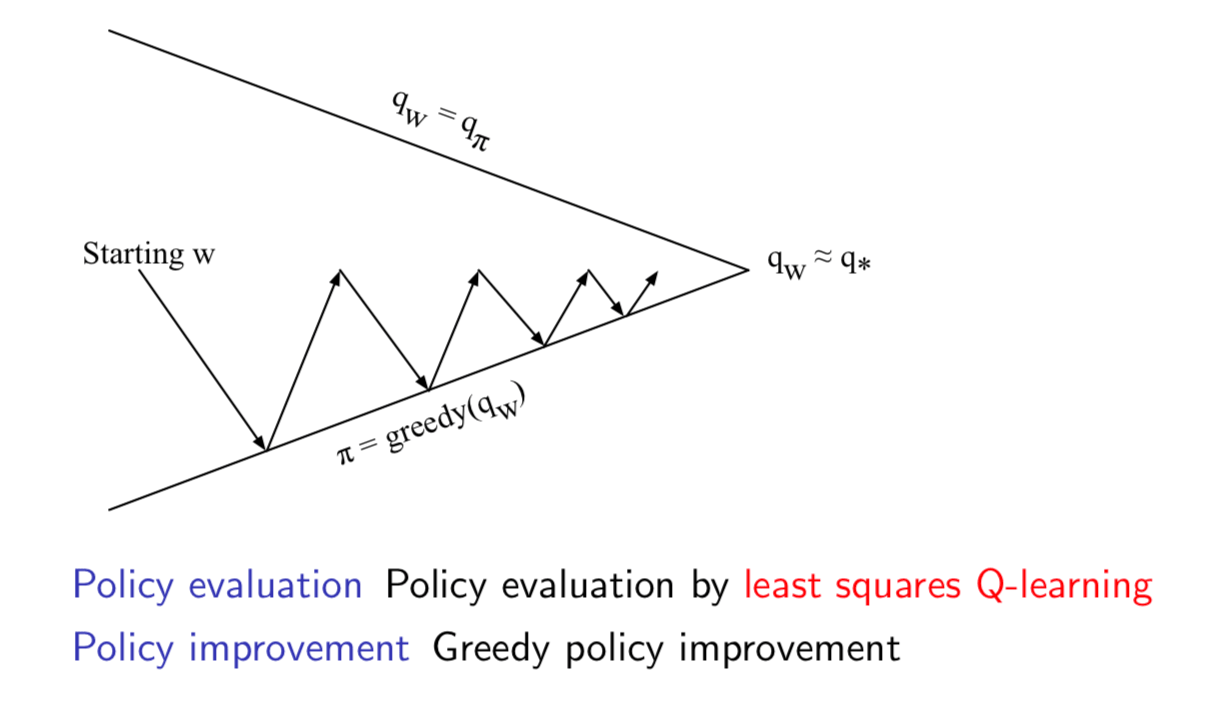 q_w = q_π
Starting w
q_w ≈ q_*
π = greedy(q_w)
Policy evaluation Policy evaluation by least squares Q-learning
Policy improvement Greedy policy improvement